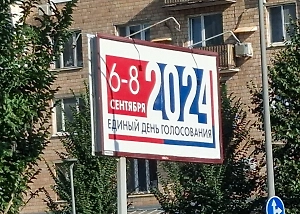 6-8 2024
СЕНТЯБРЯ
ЕДИНЫЙ ДЕНЬ ГОЛОСОВАНИЯ